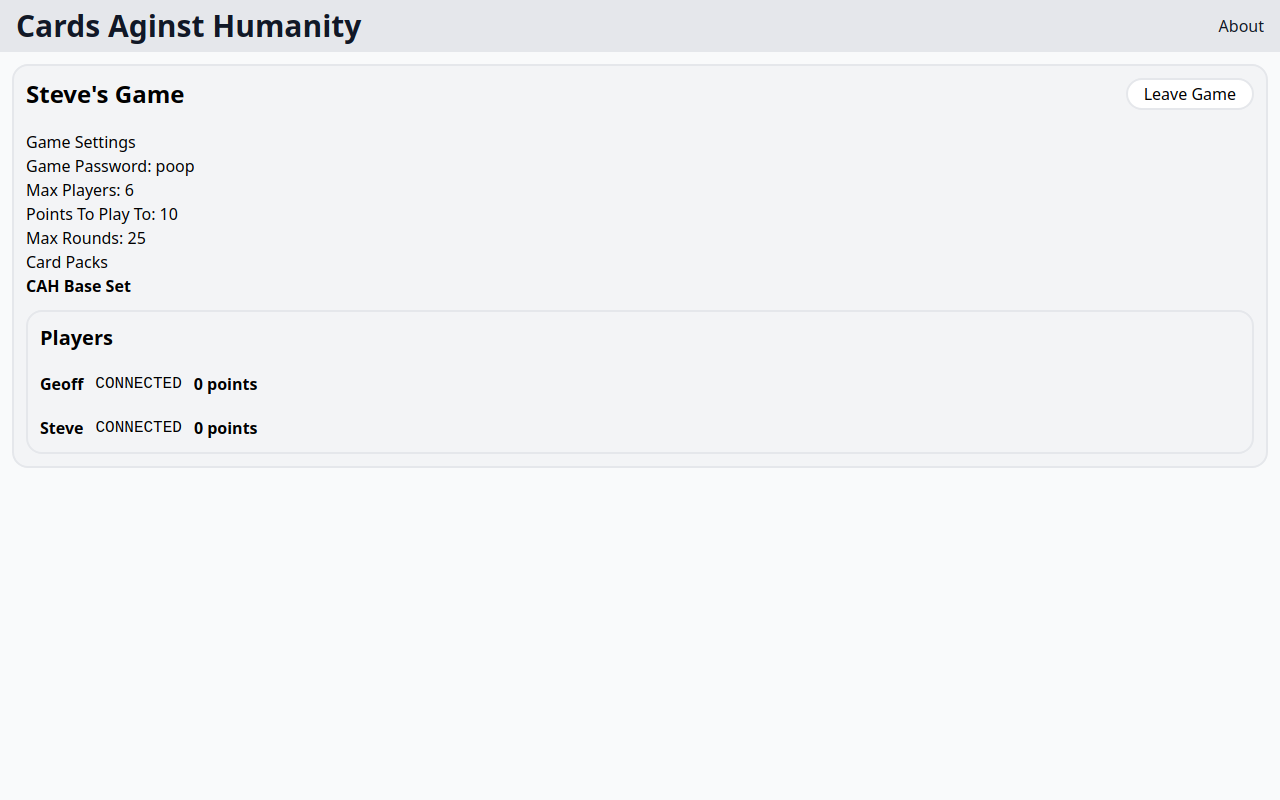 Cards Aginst Humanity
About
Steve's Game
Leave Game
Game Settings
Game Password: poop
Max Players: 6
Points To Play To: 10
Max Rounds: 25
Card Packs
CAH Base Set
Players
Geoff CONNECTED 0 points
Steve CONNECTED 0 points